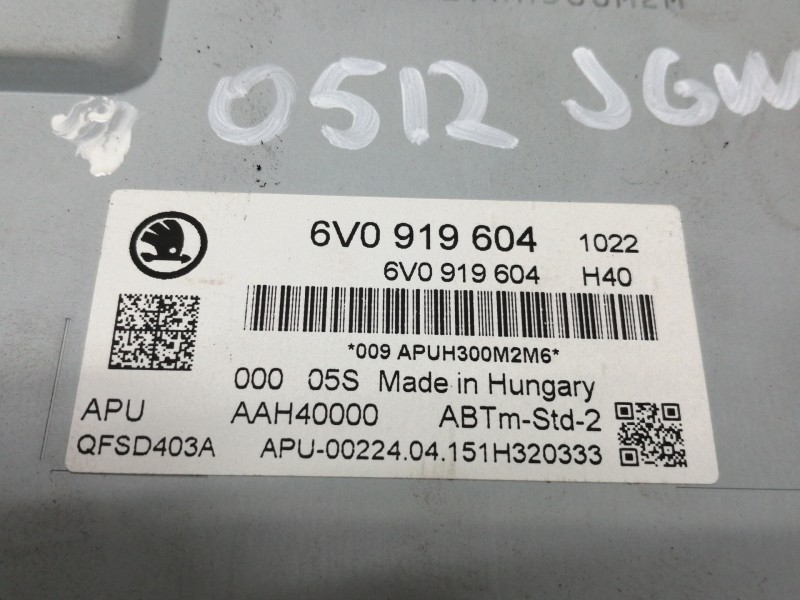 0512 JGW
6V0 919 604 1022
6V0 919 604 H40
*009 APUH300M2M6*
000 05S Made in Hungary
APU AAH40000 ABTm-Std-2
QFSD403A APU-00224.04.151H320333